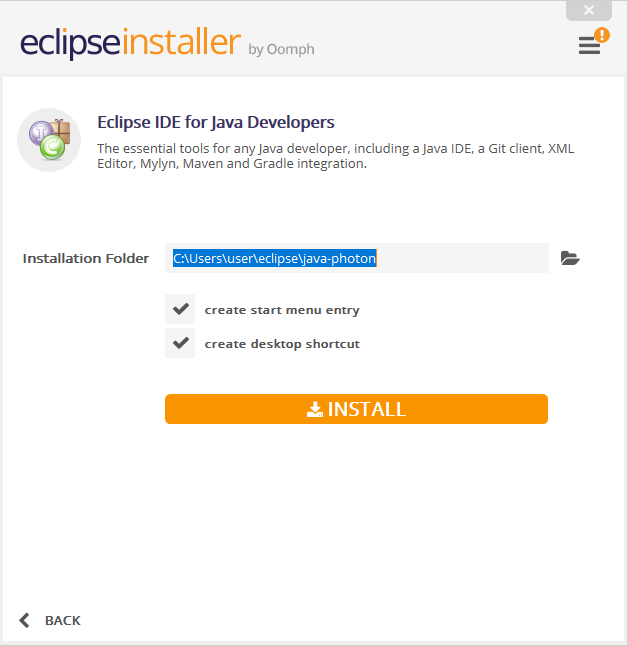 eclipseinstaller by Oomph
!
Eclipse IDE for Java Developers
The essential tools for any Java developer, including a Java IDE, a Git client, XML
Editor, Mylyn, Maven and Gradle integration.
Installation Folder C:\Users\user\eclipse\java-photon
create start menu entry
create desktop shortcut
INSTALL
BACK